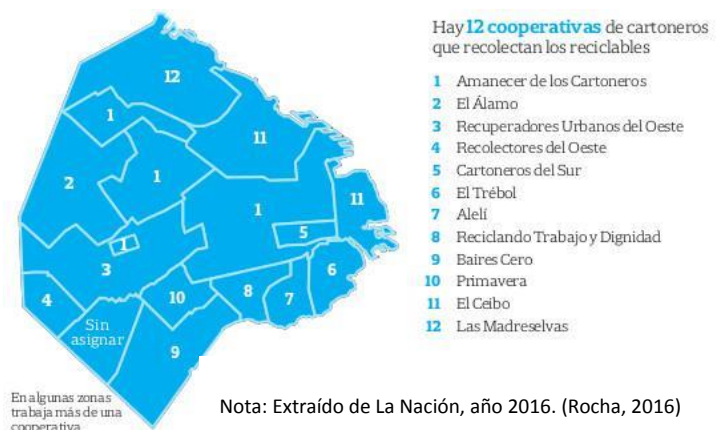 Hay 12 cooperativas de cartoneros
que recolectan los reciclables
1 Amanecer de los Cartoneros
2 El Álamo
3 Recuperadores Urbanos del Oeste
4 Recolectores del Oeste
5 Cartoneros del Sur
6 El Trébol
7 Alelí
8 Reciclando Trabajo y Dignidad
9 Baires Cero
10 Primavera
11 El Ceibo
12 Las Madreselvas
12
1
11
2
1
1
11
5
1
3
6
4
10
8
7
Sin
asignar
9
En algunas zonas
trabaja más de una
cooperativa
Nota: Extraído de La Nación, año 2016. (Rocha, 2016)